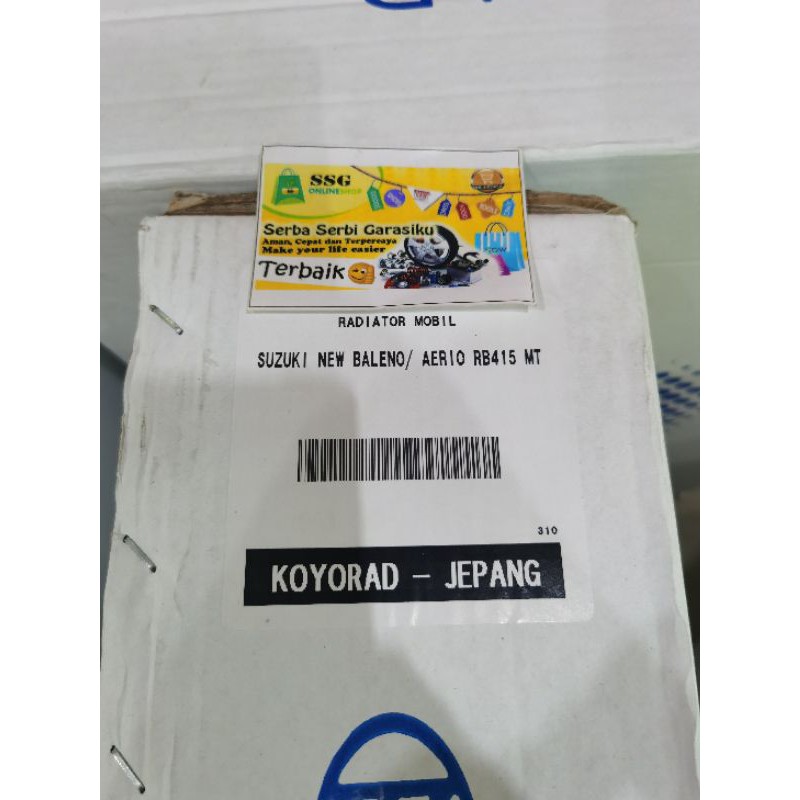 SSG
ONLINESHOP
Serba Serbi Garasiku
Aman, Cepat dan Terpercaya
Make your life easier
Terbaik
RADIATOR MOBIL
SUZUKI NEW BALENO/ AERIO RB415 MT
310
KOYORAD - JEPANG